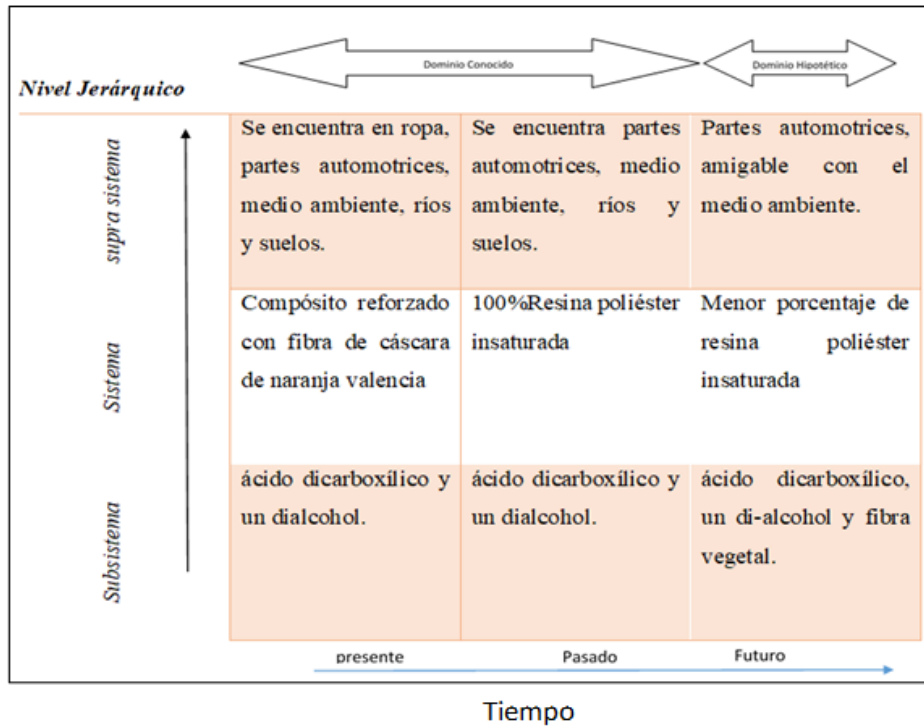 Dominio Conocido
Dominio Hipotético
Nivel Jerárquico
supra sistema
Se encuentra en ropa,
partes automotrices,
medio ambiente, ríos
y suelos.
Se encuentra partes
automotrices, medio
ambiente, ríos y
suelos.
Partes automotrices,
amigable con el
medio ambiente.
Sistema
Compósito reforzado
con fibra de cáscara
de naranja valencia
100%Resina poliéster
insaturada
Menor porcentaje de
resina poliéster
insaturada
Subsistema
ácido dicarboxílico y
un dialcohol.
ácido dicarboxílico y
un dialcohol.
ácido dicarboxílico,
un di-alcohol y fibra
vegetal.
presente
Pasado
Futuro
Tiempo